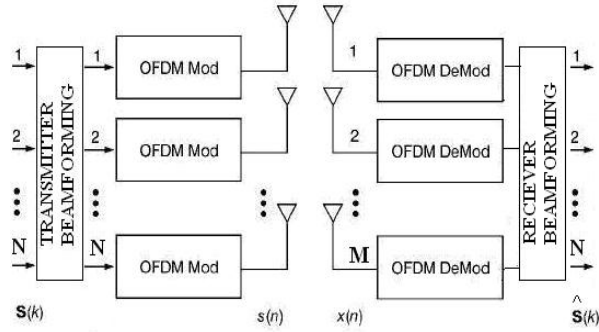 1
1
OFDM Mod
1
OFDM DeMod
1
2
2
OFDM Mod
2
OFDM DeMod
2
TRANSMITTER
BEAMFORMING
RECIEVER
BEAMFORMING
N
N
OFDM Mod
M
OFDM DeMod
N
S(k)
s(n)
x(n)
^
S(k)